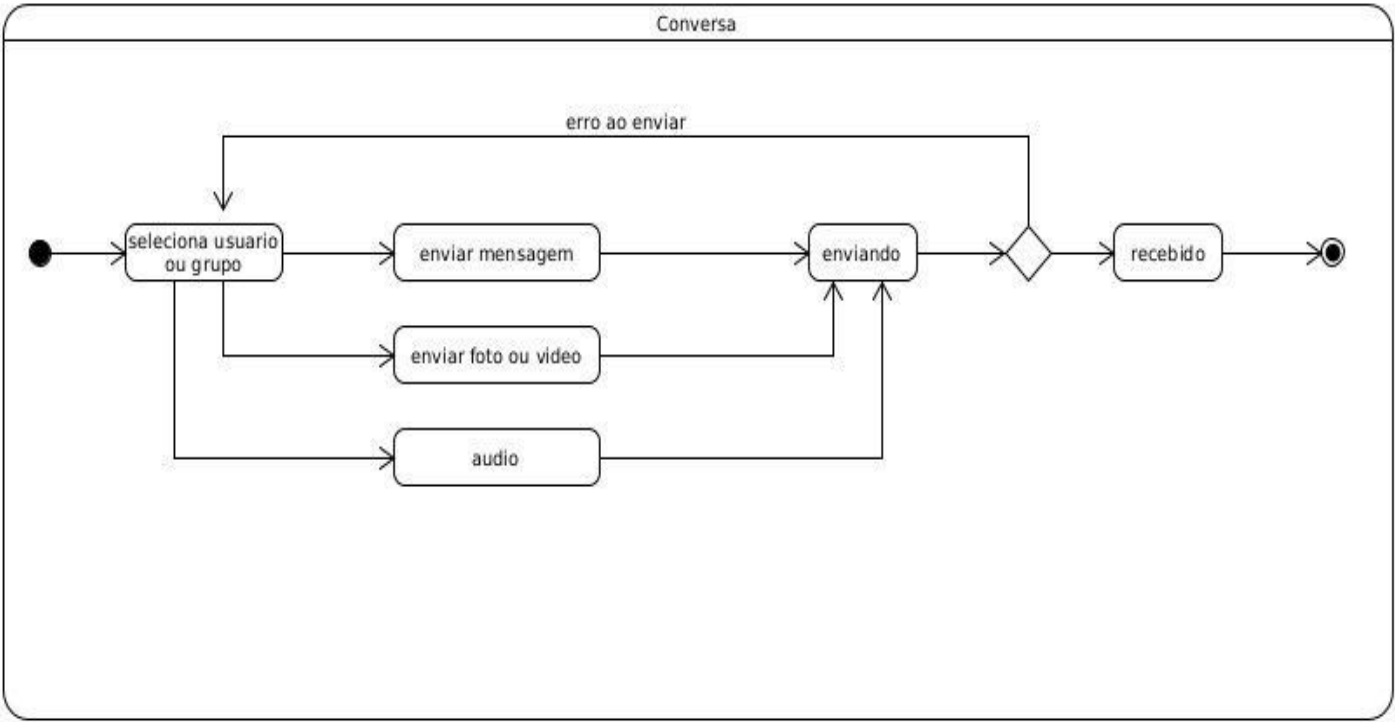 Conversa
erro ao enviar
seleciona usuario
ou grupo
enviar mensagem
enviando
recebido
enviar foto ou video
audio